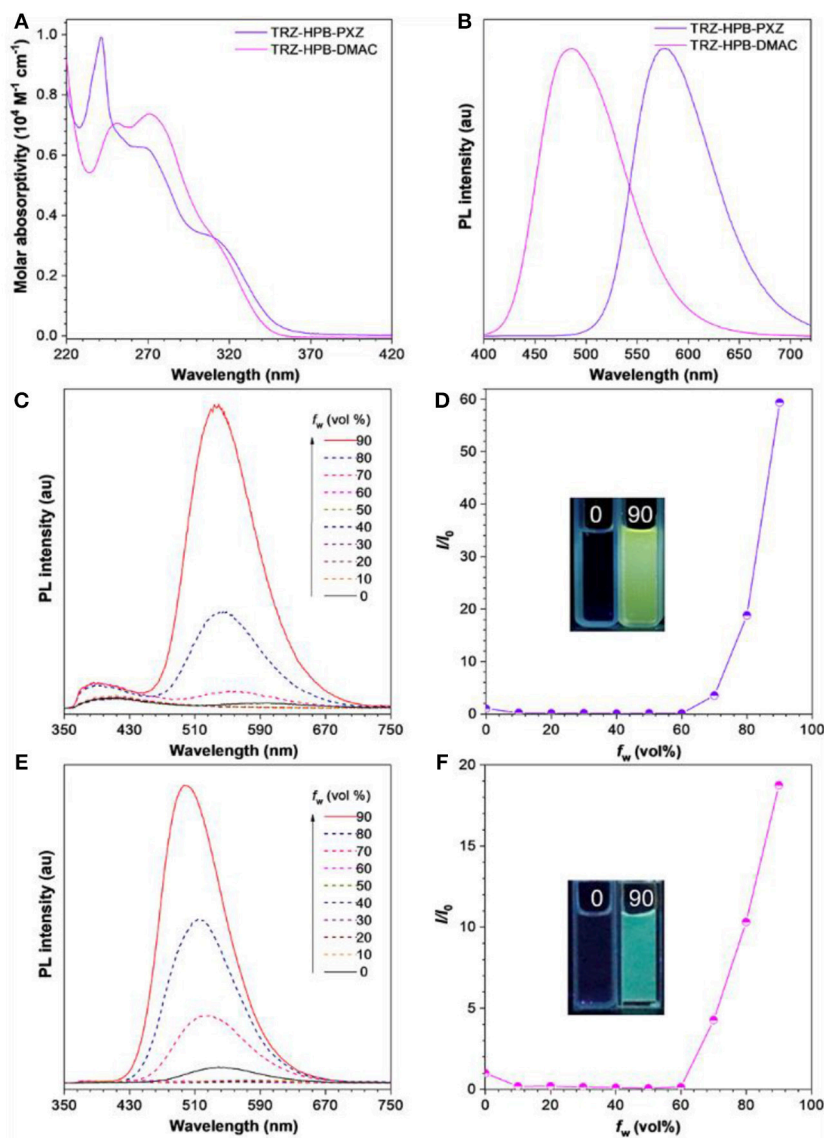 A
TRZ-HPB-PXZ
TRZ-HPB-DMAC
Molar abosorptivity (10⁴ M⁻¹ cm⁻¹)
1.0
0.8
0.6
0.4
0.2
0.0
220 270 320 370 420
Wavelength (nm)
B
TRZ-HPB-PXZ
TRZ-HPB-DMAC
PL intensity (au)
400 450 500 550 600 650 700
Wavelength (nm)
C
fw (vol %)
90
80
70
60
50
40
30
20
10
0
PL intensity (au)
350 430 510 590 670 750
Wavelength (nm)
D
60
50
40
30
20
10
0
I/I0
0 90
0 20 40 60 80 100
fw (vol%)
E
fw (vol %)
90
80
70
60
50
40
30
20
10
0
PL intensity (au)
350 430 510 590 670 750
Wavelength (nm)
F
20
15
10
5
0
I/I0
0 90
0 20 40 60 80 100
fw (vol%)